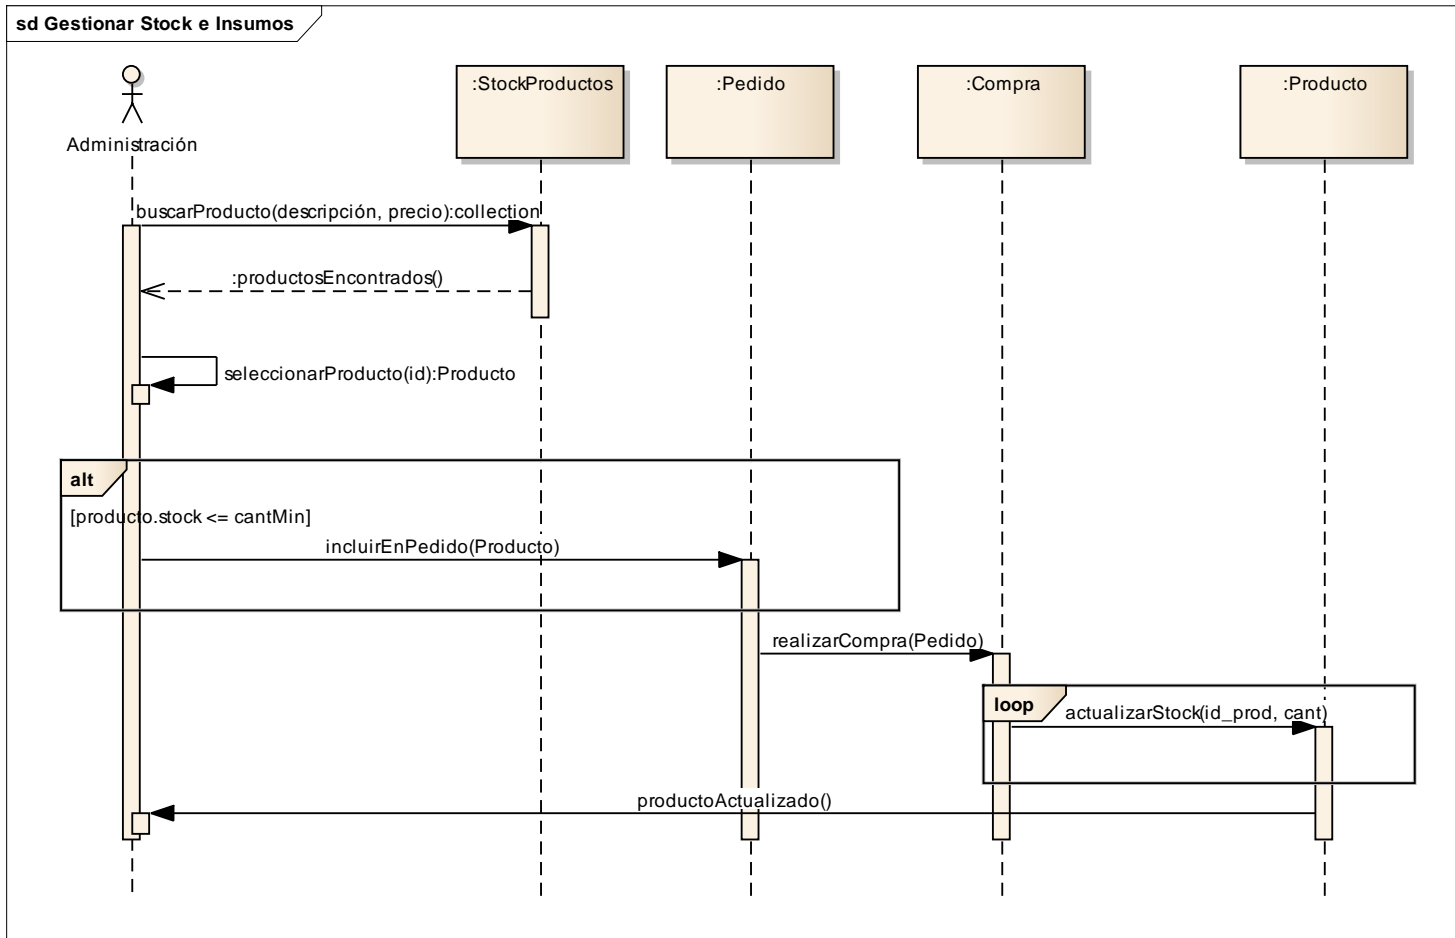 sd Gestionar Stock e Insumos
Administración
:StockProductos
:Pedido
:Compra
:Producto
buscarProducto(descripción, precio):collection
:productosEncontrados()
seleccionarProducto(id):Producto
alt
[producto.stock <= cantMin]
incluirEnPedido(Producto)
realizarCompra(Pedido)
loop
actualizarStock(id_prod, cant)
productoActualizado()